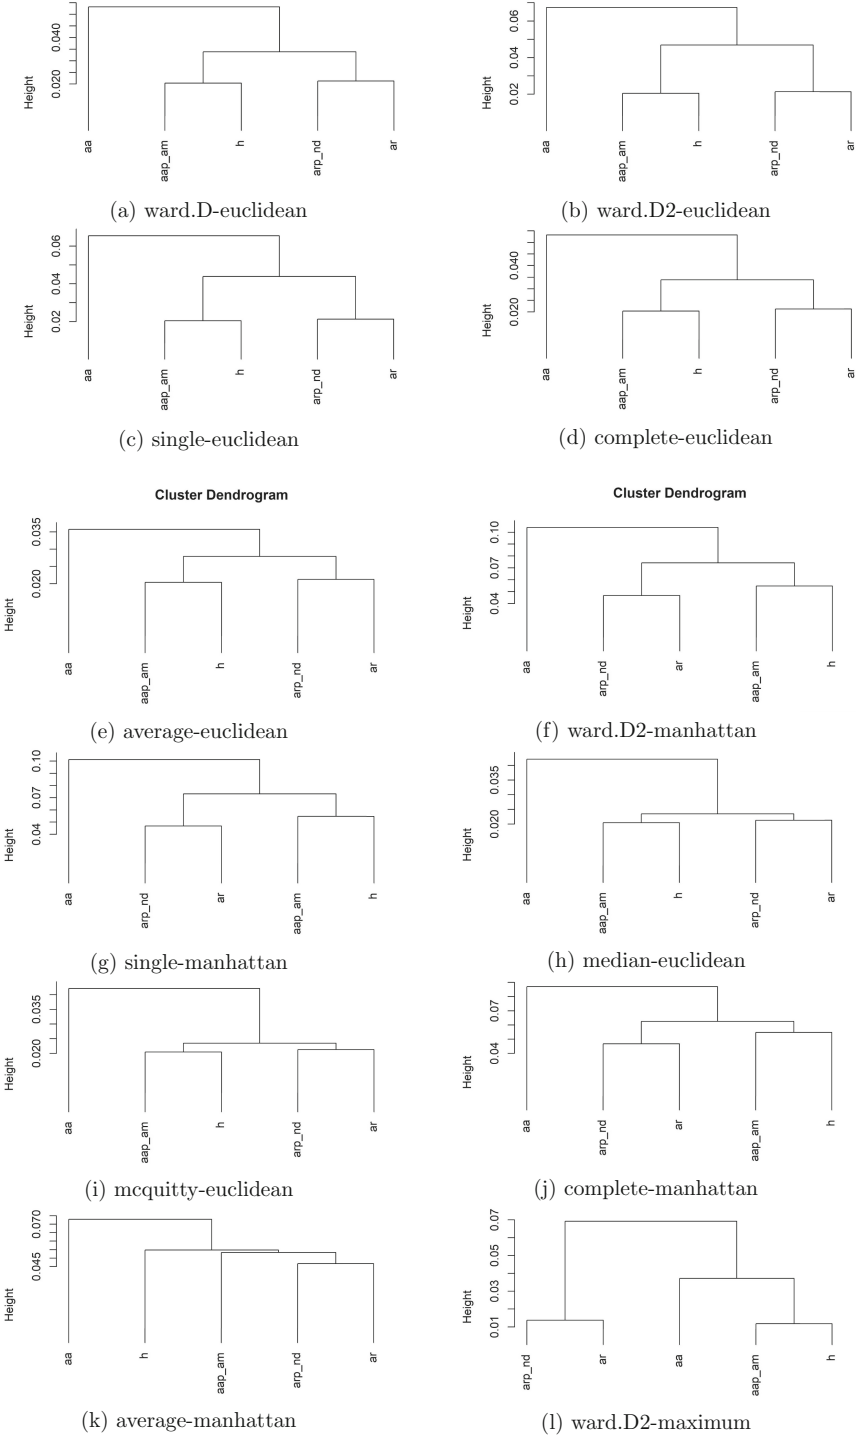 Height
0.020
0.040
aa
aap_am
h
arp_nd
ar
(a) ward.D-euclidean
Height
0.02
0.04
0.06
aa
aap_am
h
arp_nd
ar
(b) ward.D2-euclidean
Height
0.02
0.04
0.06
aa
aap_am
h
arp_nd
ar
(c) single-euclidean
Height
0.020
0.040
aa
aap_am
h
arp_nd
ar
(d) complete-euclidean
Cluster Dendrogram
Height
0.020
0.035
aa
aap_am
h
arp_nd
ar
(e) average-euclidean
Cluster Dendrogram
Height
0.04
0.07
0.10
aa
arp_nd
ar
aap_am
h
(f) ward.D2-manhattan
Height
0.04
0.07
0.10
aa
arp_nd
ar
aap_am
h
(g) single-manhattan
Height
0.020
0.035
aa
aap_am
h
arp_nd
ar
(h) median-euclidean
Height
0.020
0.035
aa
aap_am
h
arp_nd
ar
(i) mcquitty-euclidean
Height
0.04
0.07
aa
arp_nd
ar
aap_am
h
(j) complete-manhattan
Height
0.045
0.070
aa
h
aap_am
arp_nd
ar
(k) average-manhattan
Height
0.01
0.03
0.05
0.07
arp_nd
ar
aa
aap_am
h
(l) ward.D2-maximum